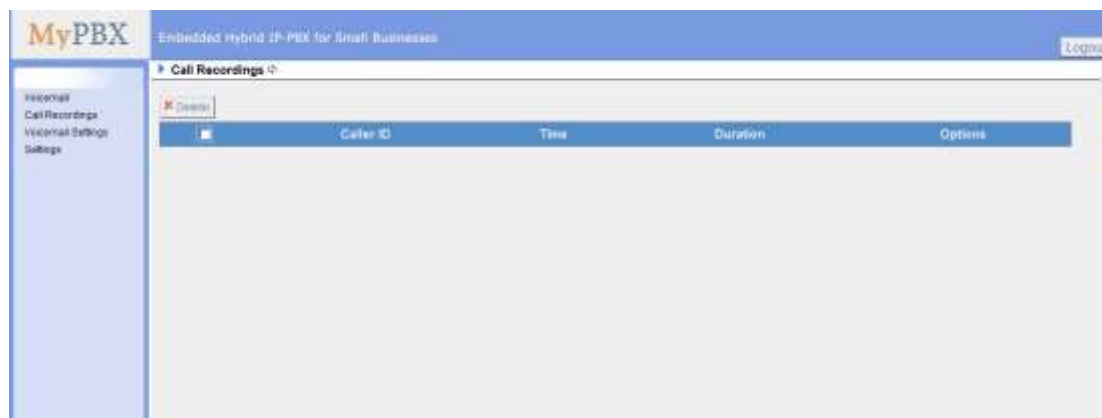 MyPBX
Embedded Hybrid IP-PBX for Small Businesses
Logou
Call Recordings
Voicemail
Call Recordings
Voicemail Settings
Settings
Delete
Caller ID Time Duration Options